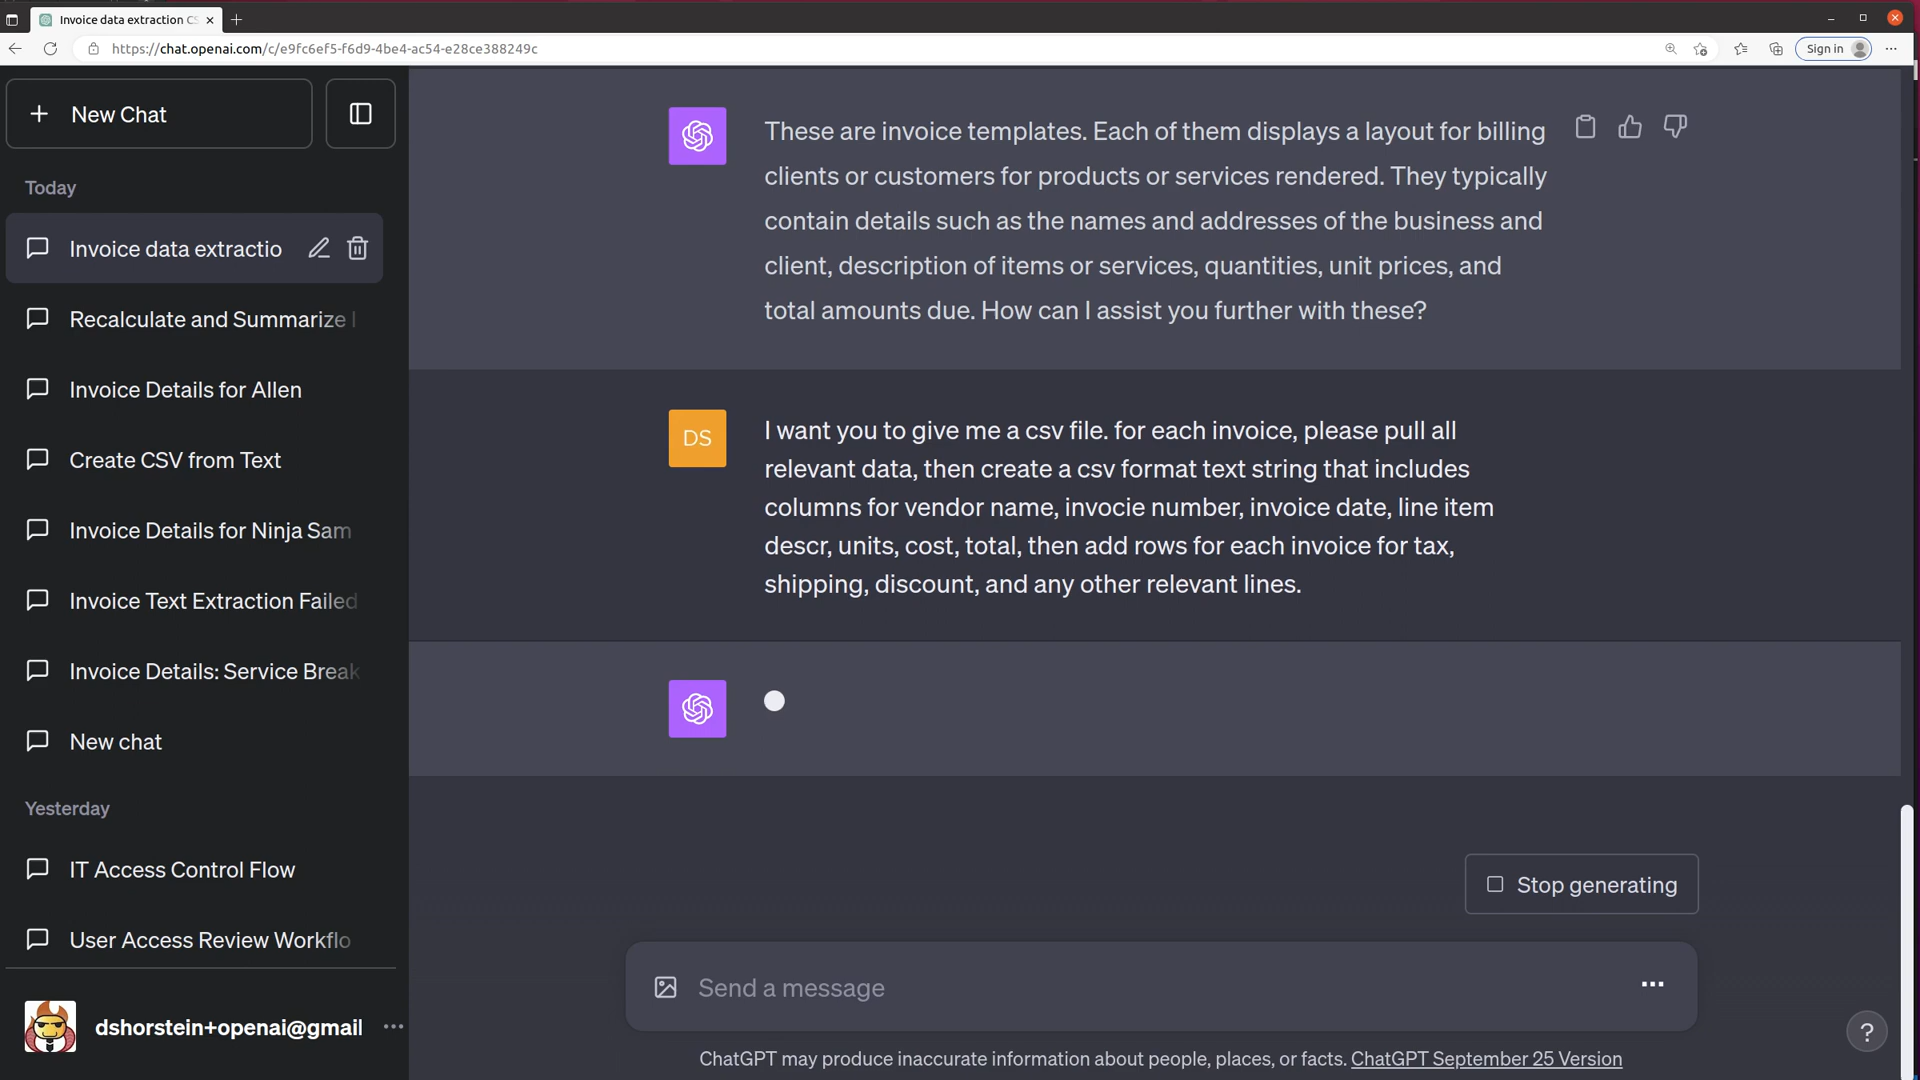 Invoice data extraction CS
https://chat.openai.com/c/e9fc6ef5-f6d9-4be4-ac54-e28ce388249c
Sign in
New Chat
Today
Invoice data extractio
Recalculate and Summarize I
Invoice Details for Allen
Create CSV from Text
Invoice Details for Ninja Sam
Invoice Text Extraction Failed
Invoice Details: Service Break
New chat
Yesterday
IT Access Control Flow
User Access Review Workflo
dshorstein+openai@gmail
These are invoice templates. Each of them displays a layout for billing
clients or customers for products or services rendered. They typically
contain details such as the names and addresses of the business and
client, description of items or services, quantities, unit prices, and
total amounts due. How can I assist you further with these?
DS
I want you to give me a csv file. for each invoice, please pull all
relevant data, then create a csv format text string that includes
columns for vendor name, invocie number, invoice date, line item
descr, units, cost, total, then add rows for each invoice for tax,
shipping, discount, and any other relevant lines.
Stop generating
Send a message
ChatGPT may produce inaccurate information about people, places, or facts. ChatGPT September 25 Version
?